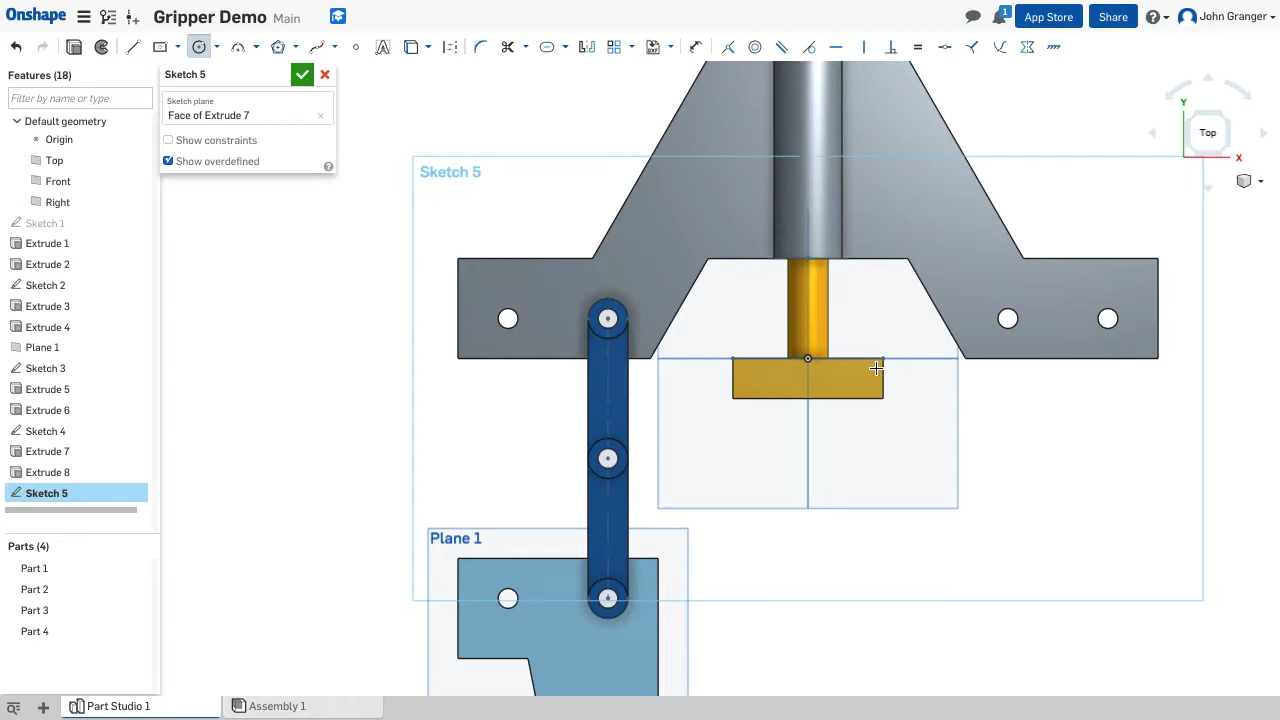 Onshape
Gripper Demo Main
1
App Store
Share
John Granger
Features (18)
Filter by name or type
Default geometry
Origin
Top
Front
Right
Sketch 1
Extrude 1
Extrude 2
Sketch 2
Extrude 3
Extrude 4
Plane 1
Sketch 3
Extrude 5
Extrude 6
Sketch 4
Extrude 7
Extrude 8
Sketch 5
Parts (4)
Part 1
Part 2
Part 3
Part 4
Sketch 5
Sketch plane
Face of Extrude 7
Show constraints
Show overdefined
Sketch 5
Plane 1
Y
Top
X
Part Studio 1
Assembly 1